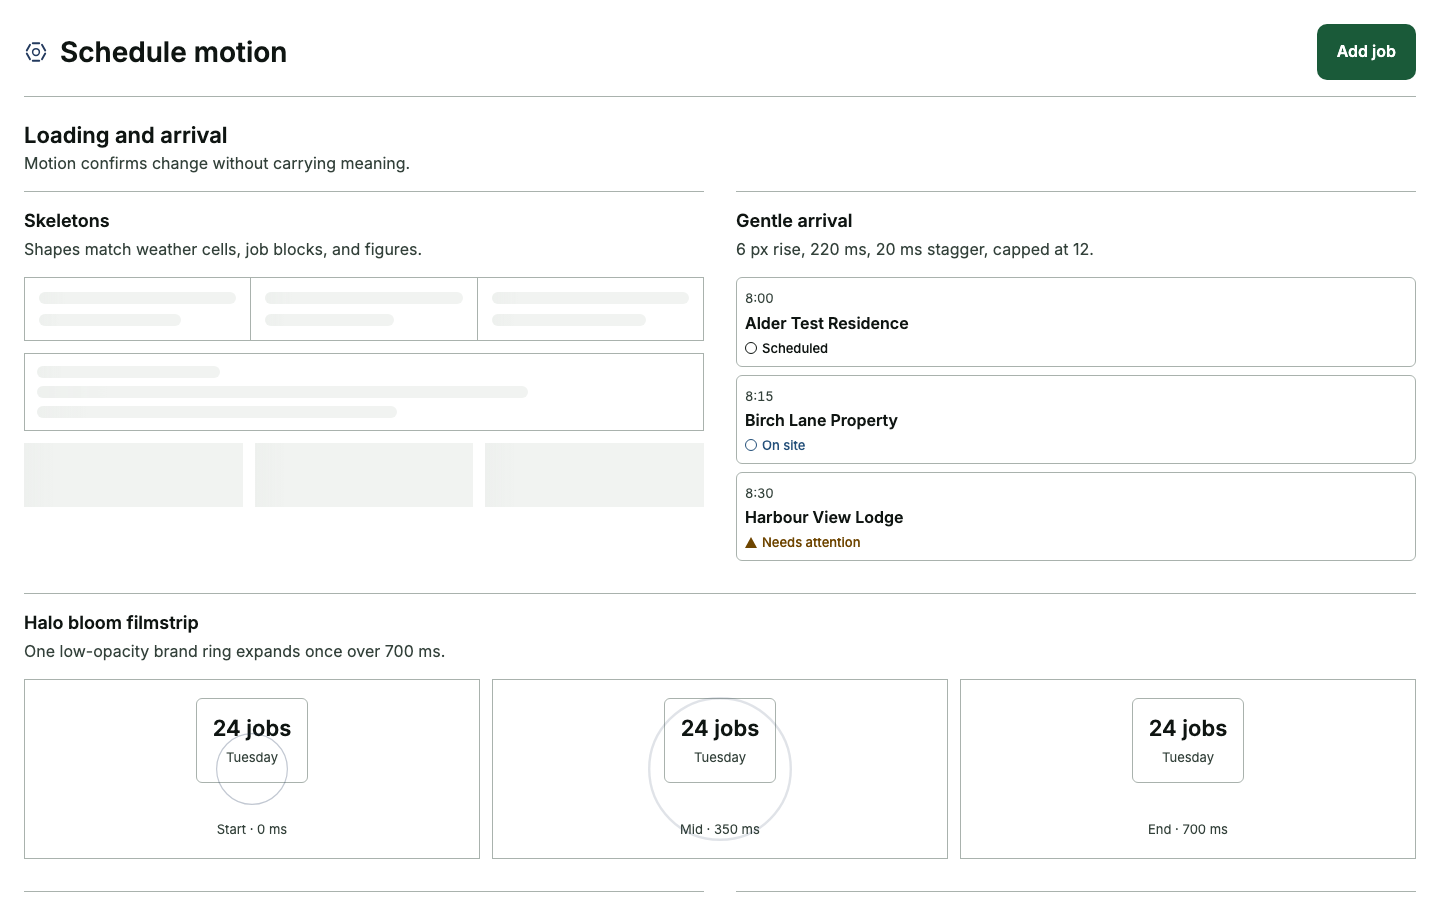 Schedule motion
Add job
Loading and arrival
Motion confirms change without carrying meaning.
Skeletons
Shapes match weather cells, job blocks, and figures.
Gentle arrival
6 px rise, 220 ms, 20 ms stagger, capped at 12.
8:00
Alder Test Residence
Scheduled
8:15
Birch Lane Property
On site
8:30
Harbour View Lodge
Needs attention
Halo bloom filmstrip
One low-opacity brand ring expands once over 700 ms.
24 jobs
Tuesday
Start · 0 ms
24 jobs
Tuesday
Mid · 350 ms
24 jobs
Tuesday
End · 700 ms